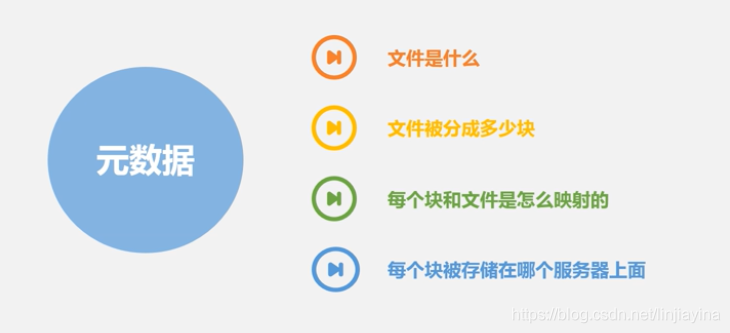 元数据
文件是什么
文件被分成多少块
每个块和文件是怎么映射的
每个块被存储在哪个服务器上面
https://blog.csdn.net/linjiayina